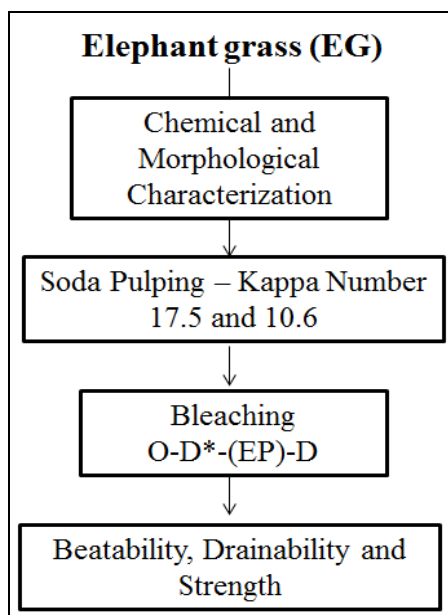 Elephant grass (EG)
Chemical and
Morphological
Characterization
Soda Pulping – Kappa Number
17.5 and 10.6
Bleaching
O-D*-(EP)-D
Beatability, Drainability and
Strength